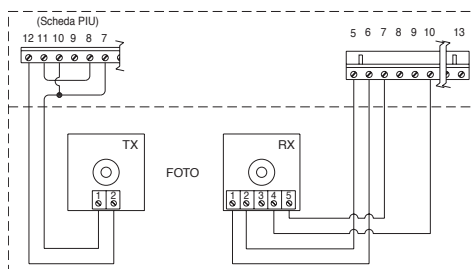 (Scheda PIU)
12 11 10 9 8 7
5 6 7 8 9 10 13
TX
FOTO
RX
1 2
1 2 3 4 5